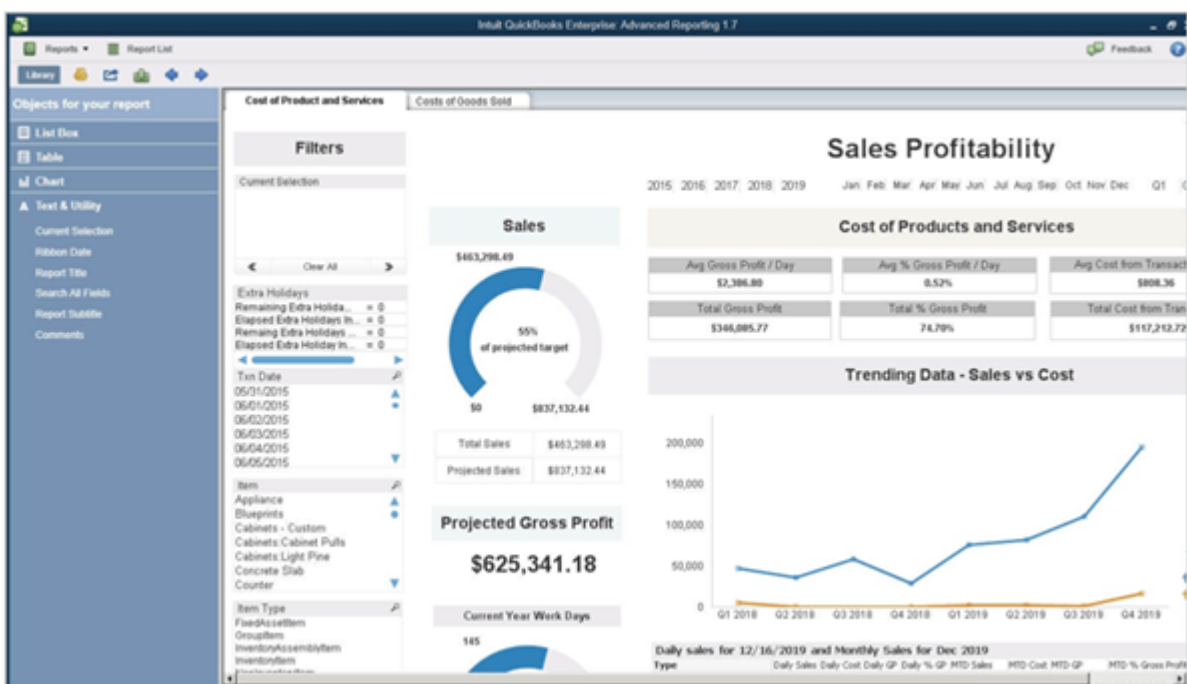 Intuit QuickBooks Enterprise: Advanced Reporting 1.7
Reports
Report List
Feedback
?
Library
Objects for your report
List Box
Table
Chart
Text & Utility
Current Selection
Ribbon Date
Report Title
Search All Fields
Report Subtitle
Comments
Cost of Product and Services
Costs of Goods Sold
Filters
Current Selection
Clear All
Extra Holidays
Remaining Extra Holida... = 0
Elapsed Extra Holidays In... = 0
Remaing Extra Holidays ... = 0
Elapsed Extra Holiday In... = 0
Txn Date
05/31/2015
06/01/2015
06/02/2015
06/03/2015
06/04/2015
06/05/2015
Item
Appliance
Blueprints
Cabinets - Custom
Cabinets:Cabinet Pulls
Cabinets:Light Pine
Concrete Slab
Counter
Item Type
FixedAssetItem
GroupItem
InventoryAssemblyItem
InventoryItem
Sales
$463,298.49
55%
of projected target
$0 $837,132.44
Total Sales $463,298.49
Projected Sales $837,132.44
Projected Gross Profit
$625,341.18
Current Year Work Days
145
Sales Profitability
2015 2016 2017 2018 2019 Jan Feb Mar Apr May Jun Jul Aug Sep Oct Nov Dec Q1
Cost of Products and Services
Avg Gross Profit / Day Avg % Gross Profit / Day Avg Cost from Transac
$2,386.80 0.52% $808.36
Total Gross Profit Total % Gross Profit Total Cost from Tran
$346,085.77 74.70% $117,212.72
Trending Data - Sales vs Cost
200,000
150,000
100,000
50,000
0
Q1 2018 Q2 2018 Q3 2018 Q4 2018 Q1 2019 Q2 2019 Q3 2019 Q4 2019
Daily sales for 12/16/2019 and Monthly Sales for Dec 2019
Type Daily Sales Daily Cost Daily GP Daily % GP MTD Sales MTD Cost MTD GP MTD % Gross Profit